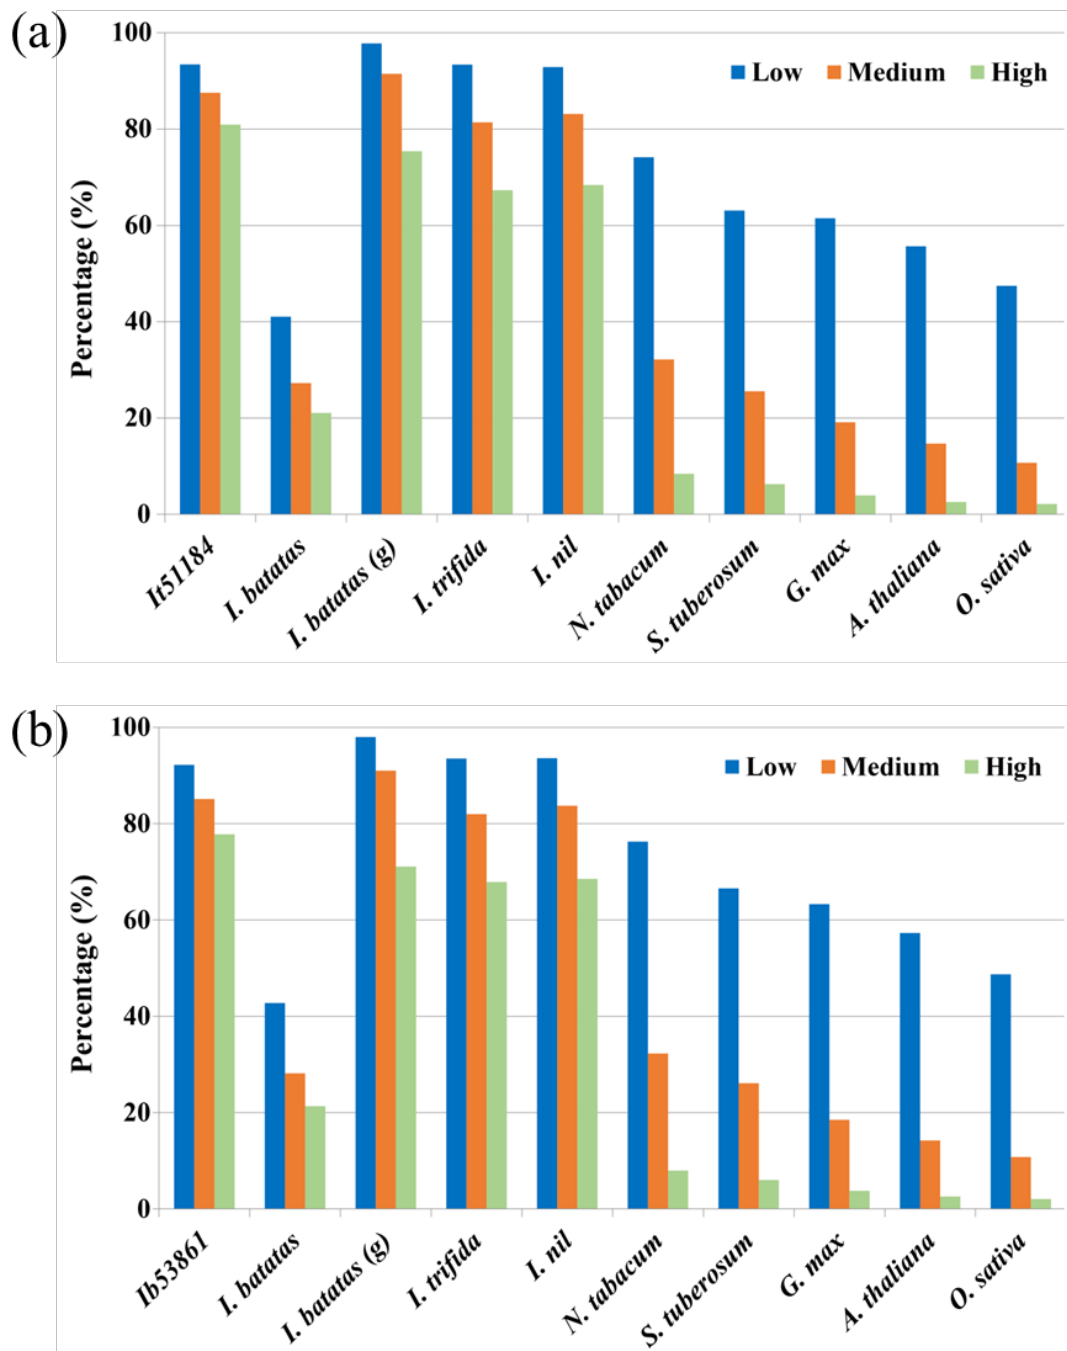 (a)
Percentage (%)
100
80
60
40
20
0
Low Medium High
It51184
I. batatas
I. batatas (g)
I. trifida
I. nil
N. tabacum
S. tuberosum
G. max
A. thaliana
O. sativa
(b)
Percentage (%)
100
80
60
40
20
0
Low Medium High
Ib53861
I. batatas
I. batatas (g)
I. trifida
I. nil
N. tabacum
S. tuberosum
G. max
A. thaliana
O. sativa